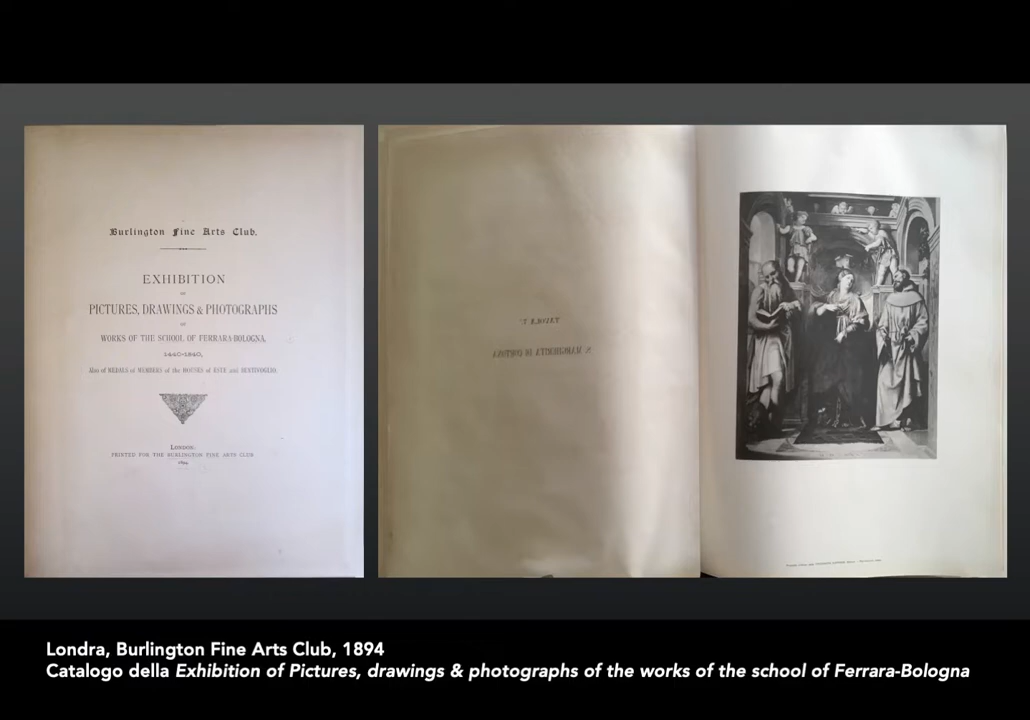 Burlington Fine Arts Club.
EXHIBITION
OF
PICTURES, DRAWINGS & PHOTOGRAPHS
OF
WORKS OF THE SCHOOL OF FERRARA-BOLOGNA,
1440-1540,
Also of MEDALS of MEMBERS of the HOUSES of ESTE and BENTIVOGLIO.
LONDON:
PRINTED FOR THE BURLINGTON FINE ARTS CLUB
1894
Londra, Burlington Fine Arts Club, 1894
Catalogo della Exhibition of Pictures, drawings & photographs of the works of the school of Ferrara-Bologna